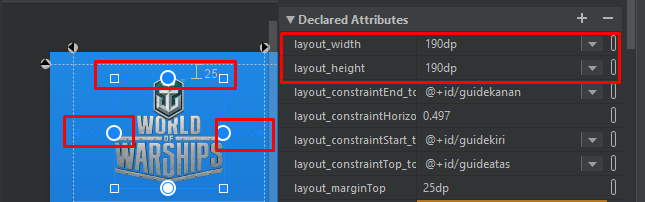 Declared Attributes
layout_width 190dp
layout_height 190dp
layout_constraintEnd_to @+id/guidekanan
layout_constraintHorizo 0.497
layout_constraintStart_t @+id/guidekiri
layout_constraintTop_to @+id/guideatas
layout_marginTop 25dp
25
WORLD
OF
WARSHIPS